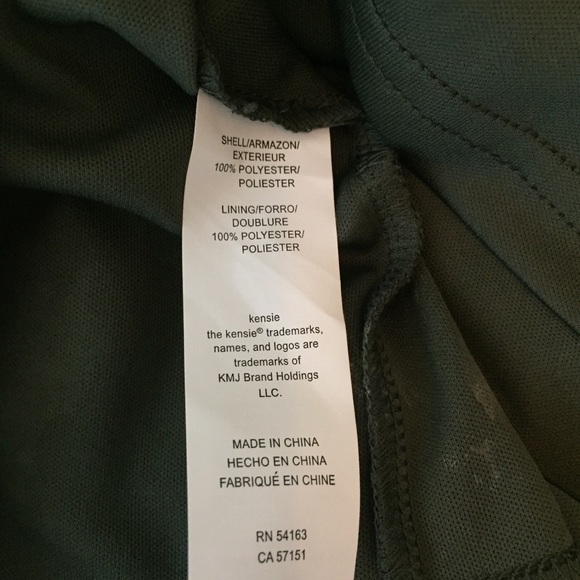 SHELL/ARMAZON/
EXTERIEUR
100% POLYESTER/
POLIESTER
LINING/FORRO/
DOUBLURE
100% POLYESTER/
POLIESTER
kensie
the kensie® trademarks,
names, and logos are
trademarks of
KMJ Brand Holdings
LLC.
MADE IN CHINA
HECHO EN CHINA
FABRIQUÉ EN CHINE
RN 54163
CA 57151